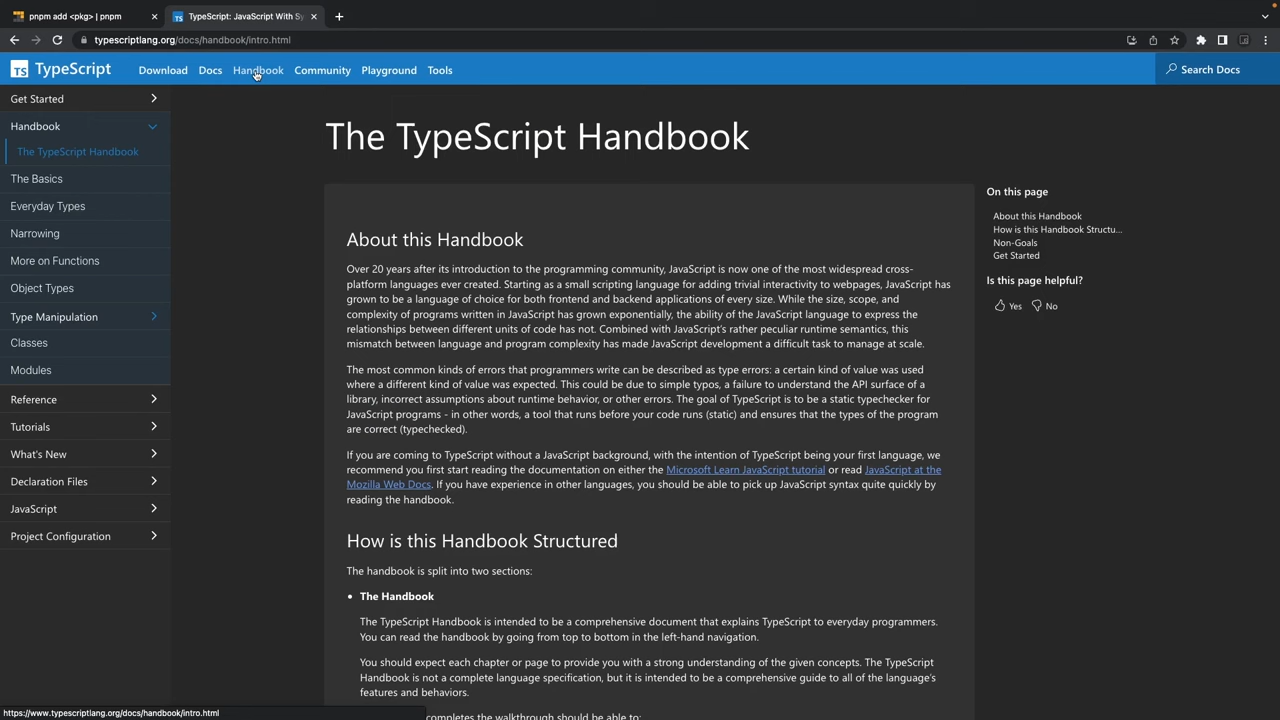 pnpm add <pkg> | pnpm
TypeScript: JavaScript With Sy
typescriptlang.org/docs/handbook/intro.html
TS TypeScript
Download
Docs
Handbook
Community
Playground
Tools
Search Docs
Get Started
Handbook
The TypeScript Handbook
The Basics
Everyday Types
Narrowing
More on Functions
Object Types
Type Manipulation
Classes
Modules
Reference
Tutorials
What's New
Declaration Files
JavaScript
Project Configuration
The TypeScript Handbook
About this Handbook
Over 20 years after its introduction to the programming community, JavaScript is now one of the most widespread cross-
platform languages ever created. Starting as a small scripting language for adding trivial interactivity to webpages, JavaScript has
grown to be a language of choice for both frontend and backend applications of every size. While the size, scope, and
complexity of programs written in JavaScript has grown exponentially, the ability of the JavaScript language to express the
relationships between different units of code has not. Combined with JavaScript's rather peculiar runtime semantics, this
mismatch between language and program complexity has made JavaScript development a difficult task to manage at scale.
The most common kinds of errors that programmers write can be described as type errors: a certain kind of value was used
where a different kind of value was expected. This could be due to simple typos, a failure to understand the API surface of a
library, incorrect assumptions about runtime behavior, or other errors. The goal of TypeScript is to be a static typechecker for
JavaScript programs - in other words, a tool that runs before your code runs (static) and ensures that the types of the program
are correct (typechecked).
If you are coming to TypeScript without a JavaScript background, with the intention of TypeScript being your first language, we
recommend you first start reading the documentation on either the Microsoft Learn JavaScript tutorial or read JavaScript at the
Mozilla Web Docs. If you have experience in other languages, you should be able to pick up JavaScript syntax quite quickly by
reading the handbook.
How is this Handbook Structured
The handbook is split into two sections:
• The Handbook
The TypeScript Handbook is intended to be a comprehensive document that explains TypeScript to everyday programmers.
You can read the handbook by going from top to bottom in the left-hand navigation.
You should expect each chapter or page to provide you with a strong understanding of the given concepts. The TypeScript
Handbook is not a complete language specification, but it is intended to be a comprehensive guide to all of the language's
features and behaviors.
completes the walkthrough should be able to:
On this page
About this Handbook
How is this Handbook Structu...
Non-Goals
Get Started
Is this page helpful?
Yes
No
https://www.typescriptlang.org/docs/handbook/intro.html